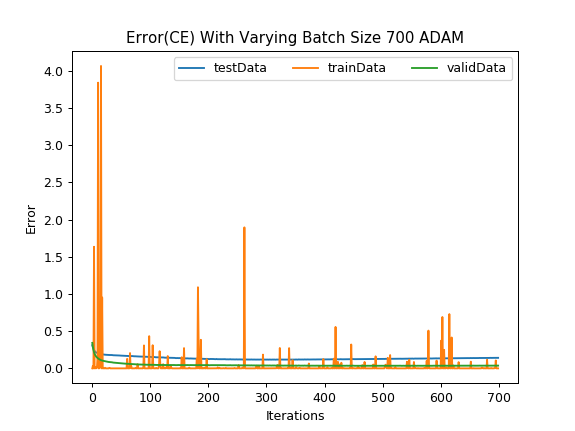 Error(CE) With Varying Batch Size 700 ADAM
testData trainData validData
4.0
3.5
3.0
2.5
2.0
1.5
1.0
0.5
0.0
Error
0 100 200 300 400 500 600 700
Iterations